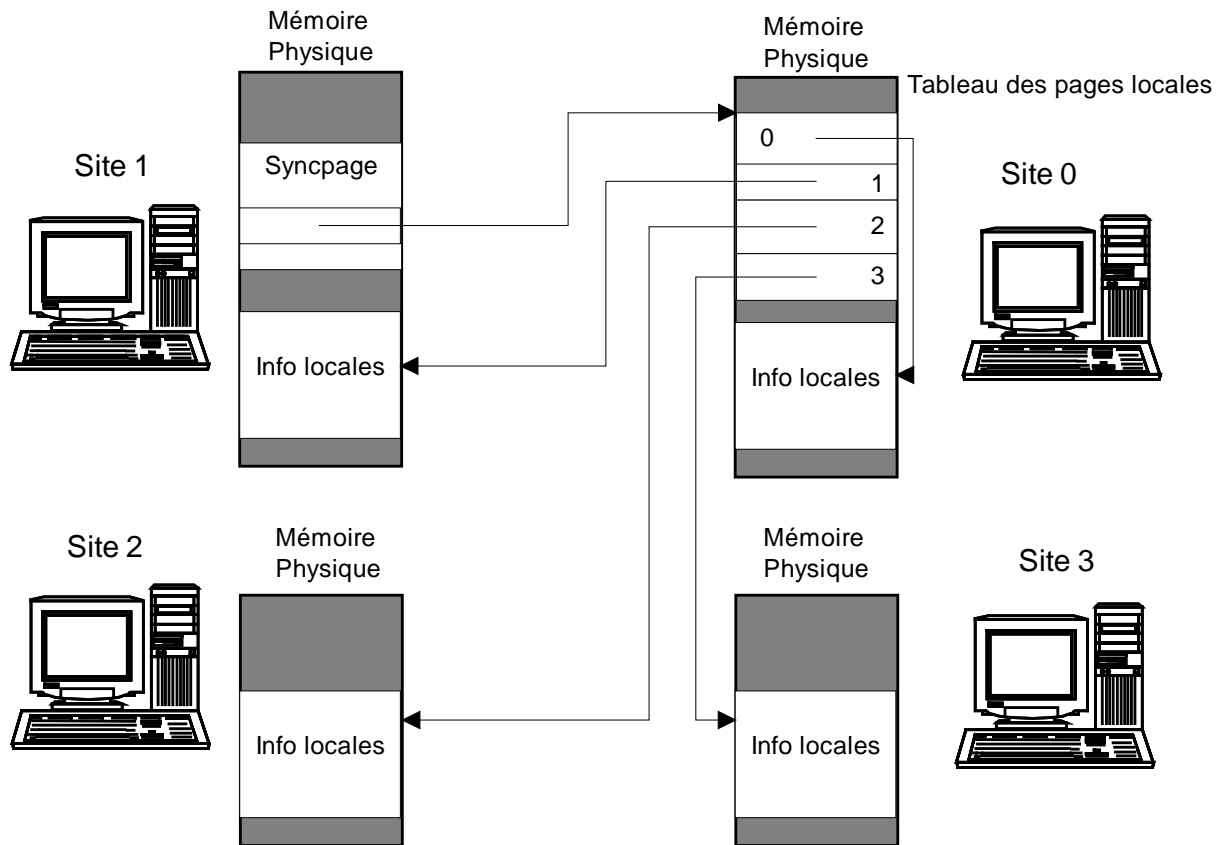 Mémoire
Physique
Mémoire
Physique
Tableau des pages locales
Site 1
Syncpage
0
1
2
3
Site 0
Info locales
Info locales
Site 2
Mémoire
Physique
Mémoire
Physique
Site 3
Info locales
Info locales